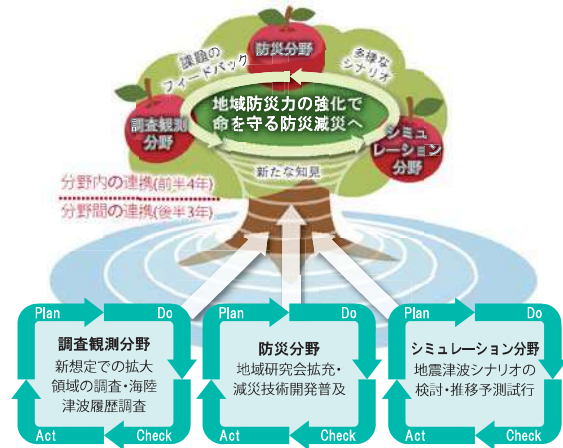 防災分野
課題の
フィードバック
多様な
シナリオ
地域防災力の強化で
命を守る防災減災へ
調査観測
分野
シミュ
レーション
分野
新たな知見
分野内の連携(前半4年)
分野間の連携(後半3年)
Plan
Do
調査観測分野
新想定での拡大
領域の調査・海陸
津波履歴調査
Act
Check
Plan
Do
防災分野
地域研究会拡充・
減災技術開発普及
Act
Check
Plan
Do
シミュレーション分野
地震津波シナリオの
検討・推移予測試行
Act
Check